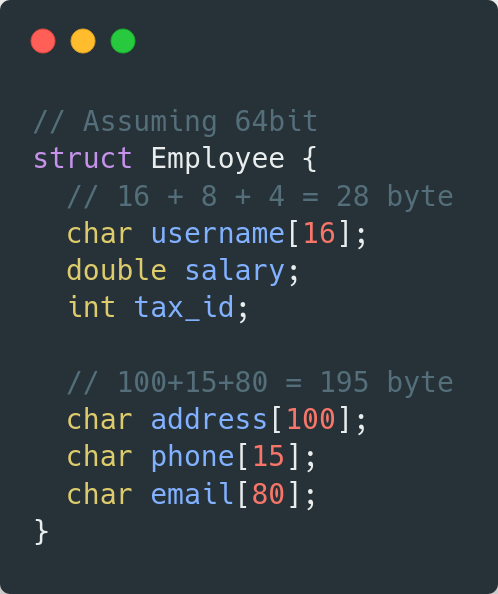 // Assuming 64bit
struct Employee {
  // 16 + 8 + 4 = 28 byte
  char username[16];
  double salary;
  int tax_id;

  // 100+15+80 = 195 byte
  char address[100];
  char phone[15];
  char email[80];
}